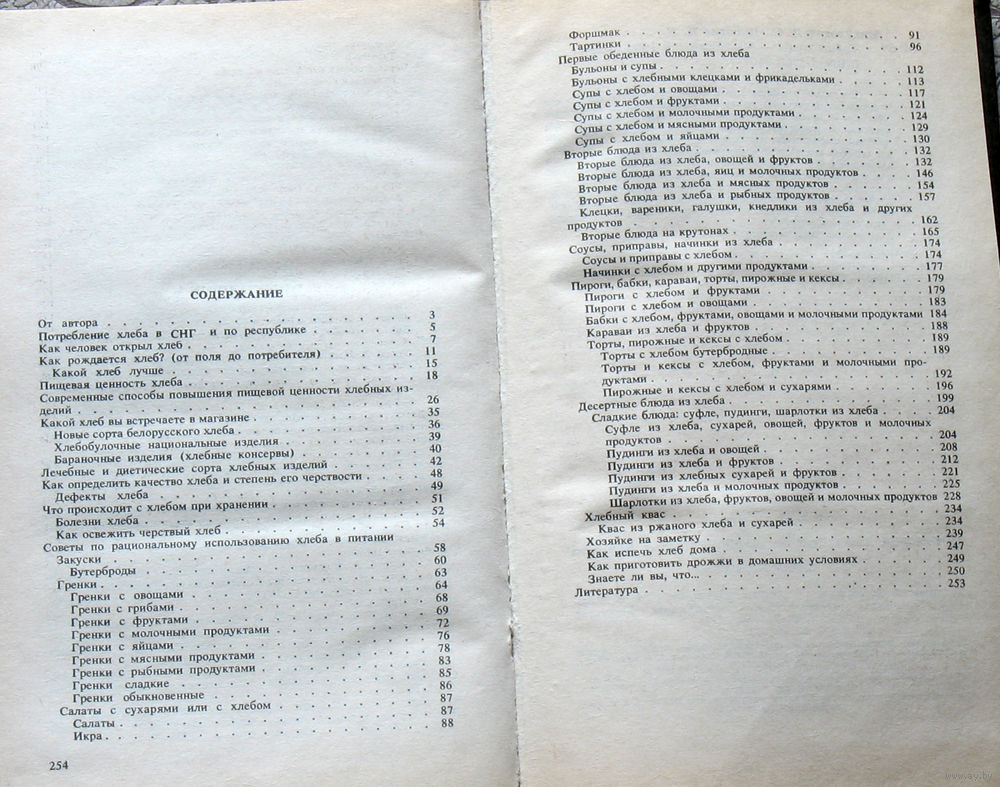 СОДЕРЖАНИЕ
От автора 3
Потребление хлеба в СНГ и по республике 5
Как человек открыл хлеб 7
Как рождается хлеб? (от поля до потребителя) 11
Какой хлеб лучше 15
Пищевая ценность хлеба 18
Современные способы повышения пищевой ценности хлебных из-
делий 26
Какой хлеб вы встречаете в магазине 35
Новые сорта белорусского хлеба 36
Хлебобулочные национальные изделия 39
Бараночные изделия (хлебные консервы) 40
Лечебные и диетические сорта хлебных изделий 42
Как определить качество хлеба и степень его черствости 48
Дефекты хлеба 49
Что происходит с хлебом при хранении 51
Болезни хлеба 52
Как освежить черствый хлеб 54
Советы по рациональному использованию хлеба в питании
Закуски 58
Бутерброды 60
Гренки 63
Гренки с овощами 64
Гренки с грибами 68
Гренки с фруктами 69
Гренки с молочными продуктами 72
Гренки с яйцами 76
Гренки с мясными продуктами 78
Гренки с рыбными продуктами 83
Гренки сладкие 85
Гренки обыкновенные 86
Салаты с сухарями или с хлебом 87
Салаты 87
Икра 88
254
Форшмак 91
Тартинки 96
Первые обеденные блюда из хлеба
Бульоны и супы 112
Бульоны с хлебными клецками и фрикадельками 113
Супы с хлебом и овощами 117
Супы с хлебом и фруктами 121
Супы с хлебом и молочными продуктами 124
Супы с хлебом и мясными продуктами 129
Супы с хлебом и яйцами 130
Вторые блюда из хлеба 132
Вторые блюда из хлеба, овощей и фруктов 132
Вторые блюда из хлеба, яиц и молочных продуктов 146
Вторые блюда из хлеба и мясных продуктов 154
Вторые блюда из хлеба и рыбных продуктов 157
Клецки, вареники, галушки, кнедлики из хлеба и других
продуктов 162
Вторые блюда на крутонах 165
Соусы, приправы, начинки из хлеба 174
Соусы и приправы с хлебом 174
Начинки с хлебом и другими продуктами 177
Пироги, бабки, караваи, торты, пирожные и кексы 179
Пироги с хлебом и фруктами 179
Пироги с хлебом и овощами 183
Бабки с хлебом, фруктами, овощами и молочными продуктами 184
Караваи из хлеба и фруктов 188
Торты, пирожные и кексы с хлебом 189
Торты с хлебом бутербродные 189
Торты и кексы с хлебом, фруктами и молочными про-
дуктами 192
Пирожные и кексы с хлебом и сухарями 196
Десертные блюда из хлеба 199
Сладкие блюда: суфле, пудинги, шарлотки из хлеба 204
Суфле из хлеба, сухарей, овощей, фруктов и молочных
продуктов 204
Пудинги из хлеба и овощей 208
Пудинги из хлеба и фруктов 212
Пудинги из хлебных сухарей и фруктов 221
Пудинги из хлеба и молочных продуктов 225
Шарлотки из хлеба, фруктов, овощей и молочных продуктов 228
Хлебный квас 234
Квас из ржаного хлеба и сухарей 234
Хозяйке на заметку 239
Как испечь хлеб дома 247
Как приготовить дрожжи в домашних условиях 249
Знаете ли вы, что... 250
Литература 253
www.ay.by